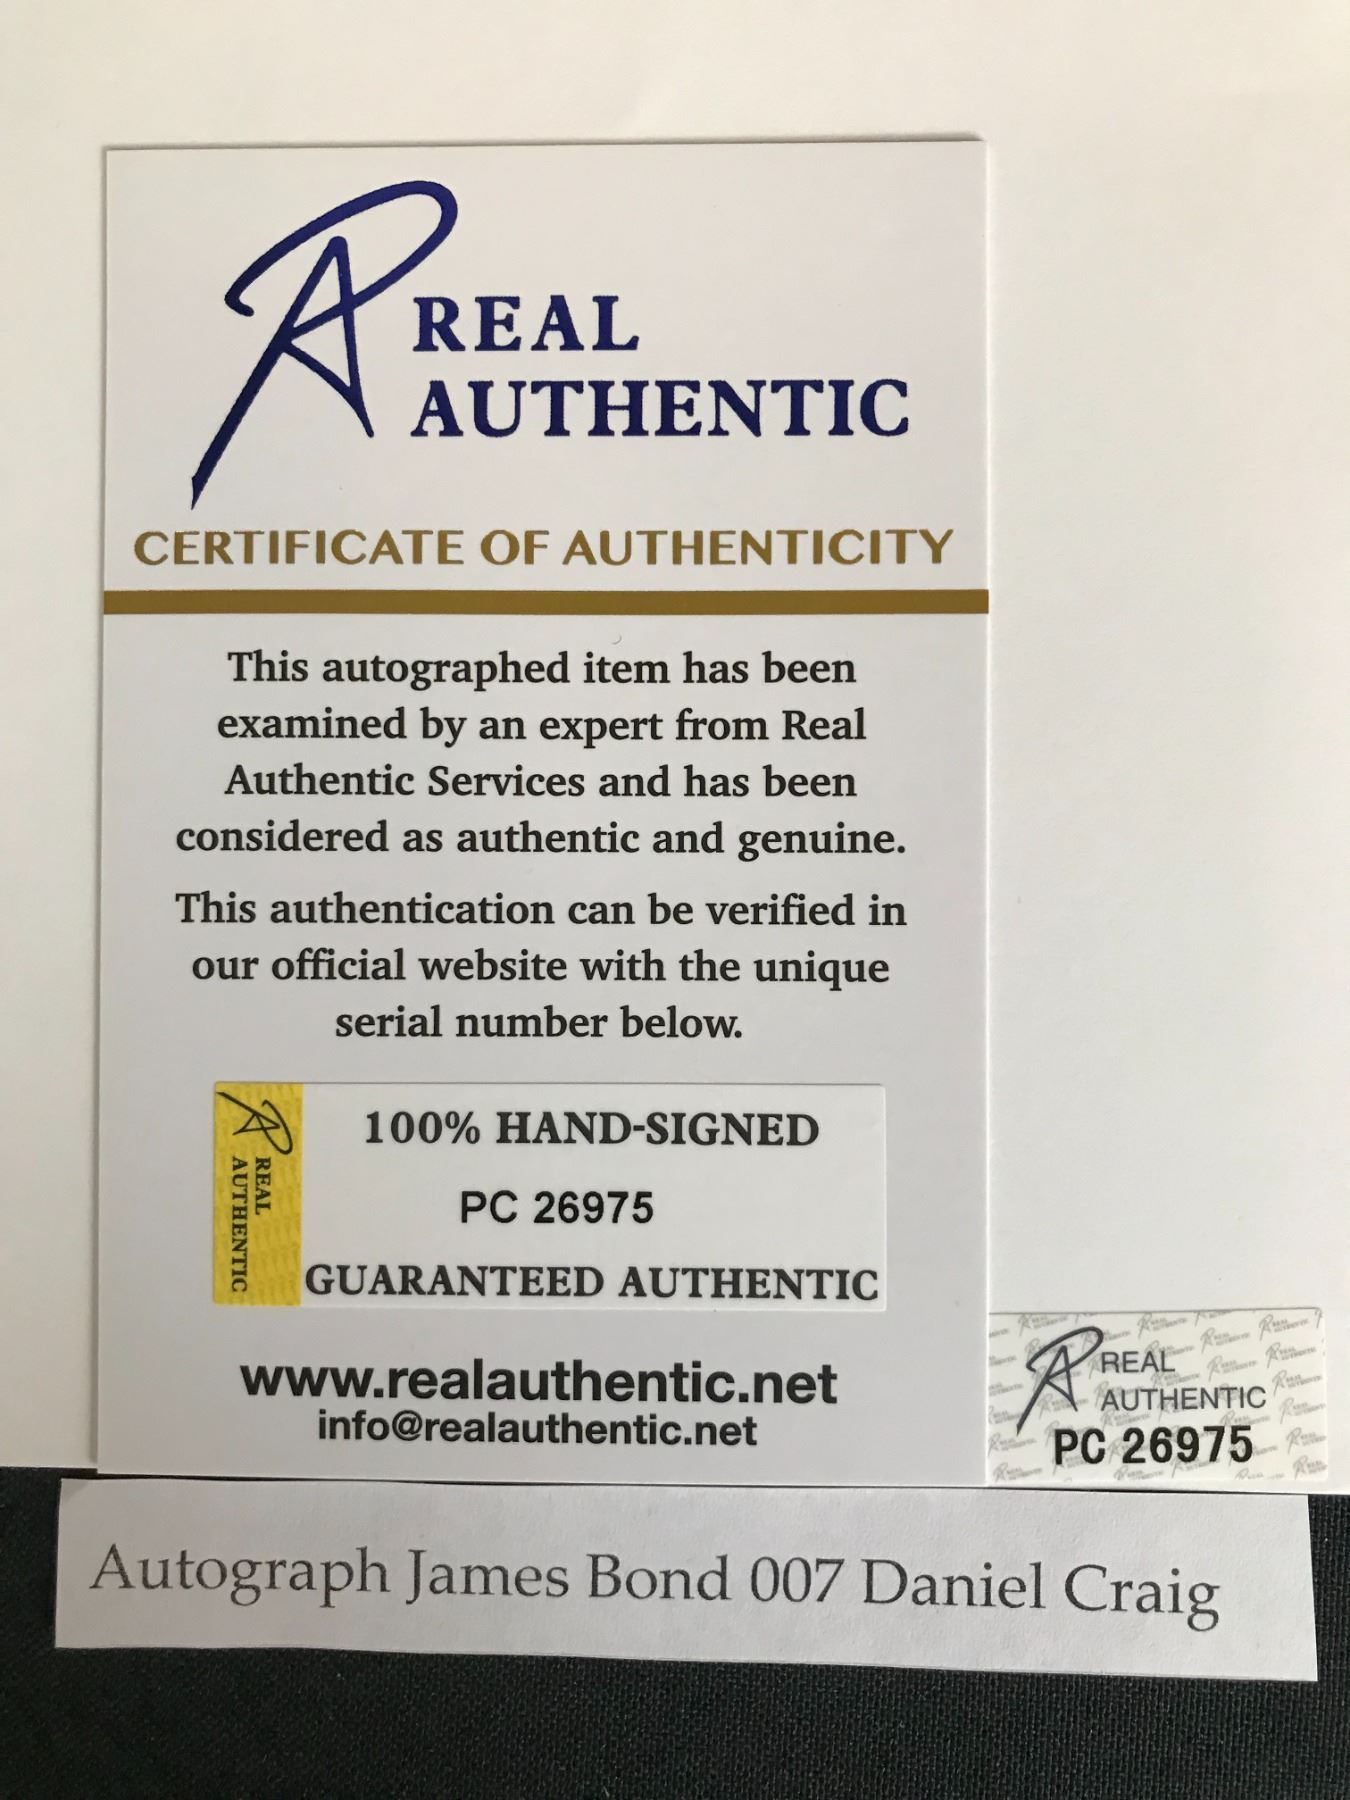 REAL
AUTHENTIC
CERTIFICATE OF AUTHENTICITY
This autographed item has been
examined by an expert from Real
Authentic Services and has been
considered as authentic and genuine.
This authentication can be verified in
our official website with the unique
serial number below.
REAL
AUTHENTIC
100% HAND-SIGNED
PC 26975
GUARANTEED AUTHENTIC
www.realauthentic.net
info@realauthentic.net
REAL
AUTHENTIC
PC 26975
Autograph James Bond 007 Daniel Craig